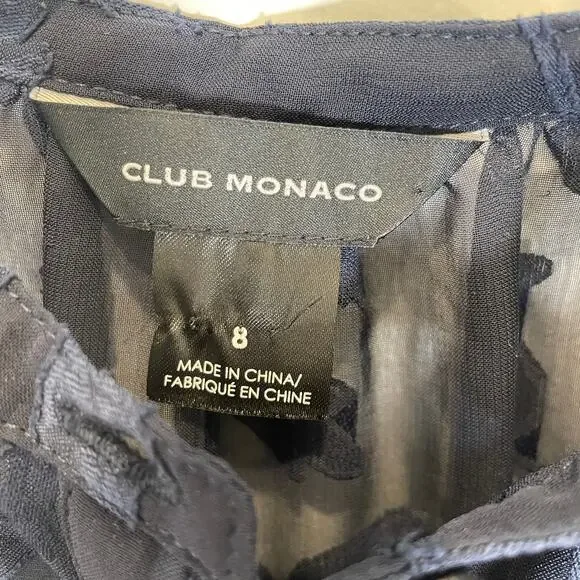 CLUB MONACO
8
MADE IN CHINA/
FABRIQUÉ EN CHINE